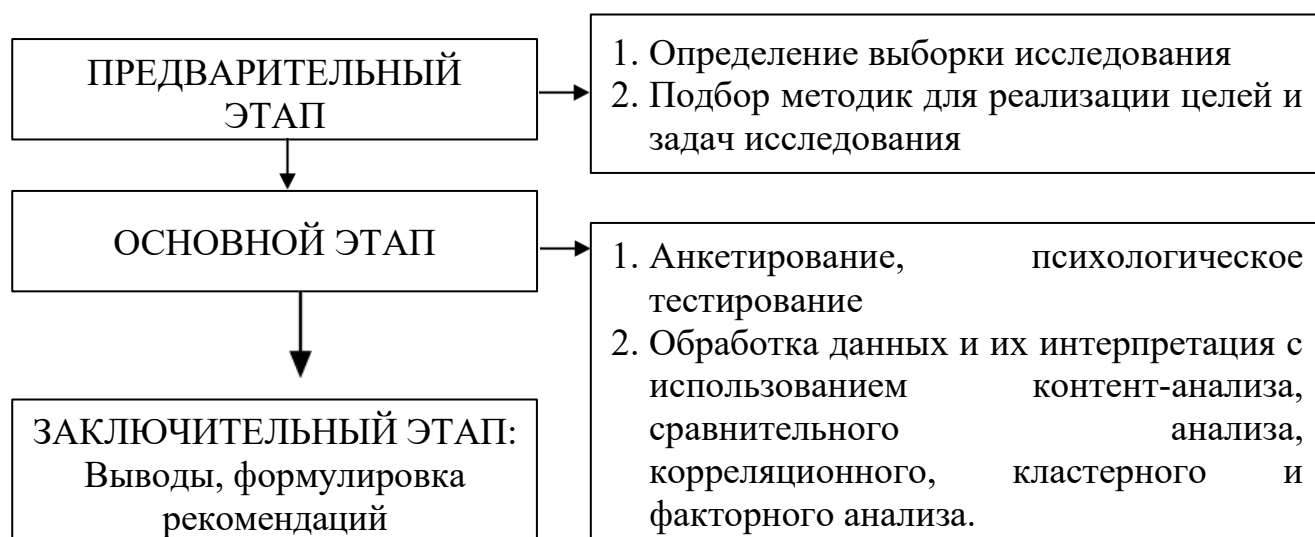 ПРЕДВАРИТЕЛЬНЫЙ
ЭТАП
1. Определение выборки исследования
2. Подбор методик для реализации целей и
задач исследования
ОСНОВНОЙ ЭТАП
1. Анкетирование, психологическое
тестирование
2. Обработка данных и их интерпретация с
использованием контент-анализа,
сравнительного анализа,
корреляционного, кластерного и
факторного анализа.
ЗАКЛЮЧИТЕЛЬНЫЙ ЭТАП:
Выводы, формулировка
рекомендаций